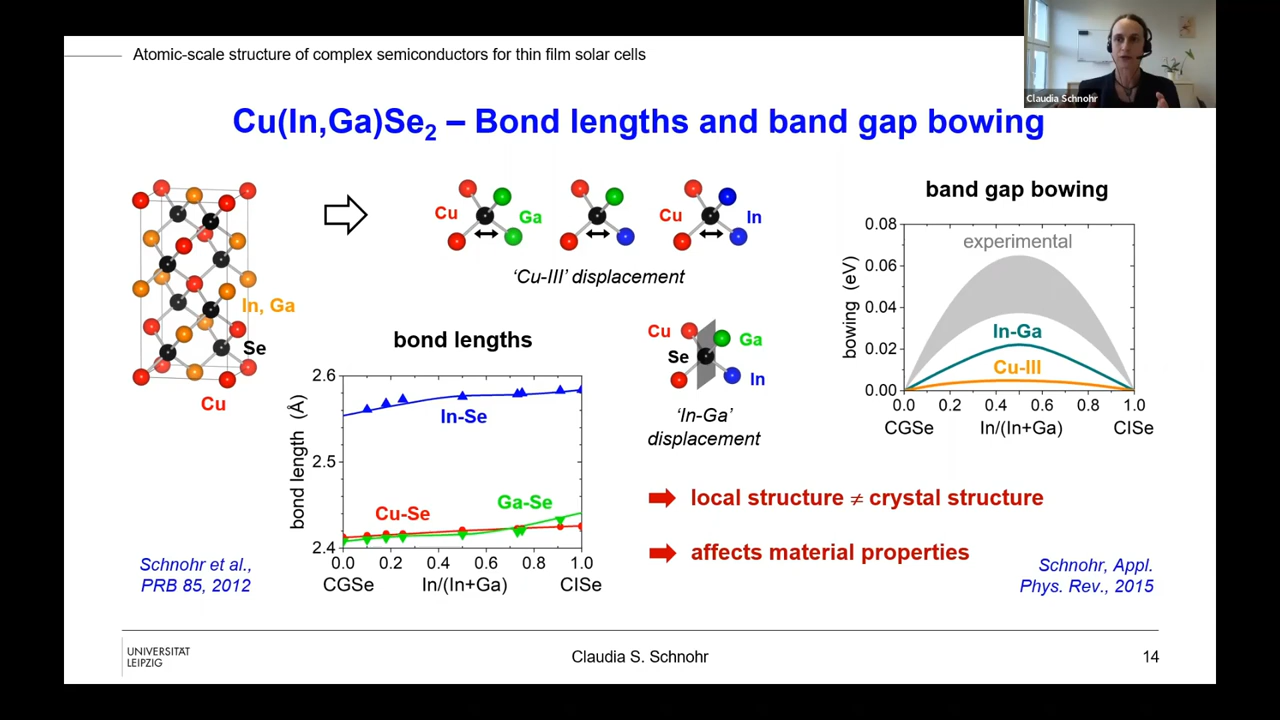 Atomic-scale structure of complex semiconductors for thin film solar cells
Claudia Schnohr
Cu(In,Ga)Se2 – Bond lengths and band gap bowing
Cu
Ga
Cu
In
'Cu-III' displacement
In, Ga
Se
Cu
bond lengths
2.6
2.5
2.4
bond length (Å)
In-Se
Cu-Se
Ga-Se
0.0 0.2 0.4 0.6 0.8 1.0
CGSe In/(In+Ga) CISe
Schnohr et al.,
PRB 85, 2012
Cu
Ga
Se
In
'In-Ga'
displacement
band gap bowing
0.08
0.06
0.04
0.02
0.00
bowing (eV)
experimental
In-Ga
Cu-III
0.0 0.2 0.4 0.6 0.8 1.0
CGSe In/(In+Ga) CISe
local structure ≠ crystal structure
affects material properties
Schnohr, Appl.
Phys. Rev., 2015
UNIVERSITÄT
LEIPZIG
Claudia S. Schnohr
14